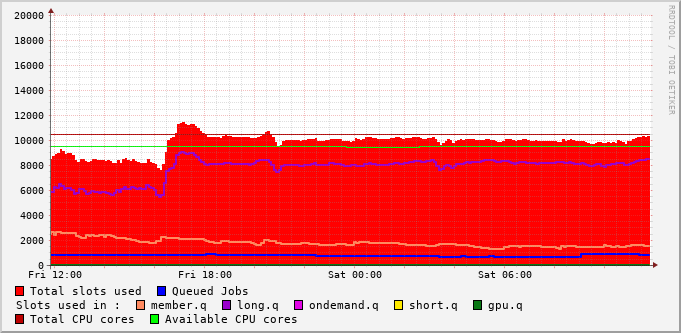 20000
18000
16000
14000
12000
10000
8000
6000
4000
2000
0
Fri 12:00 Fri 18:00 Sat 00:00 Sat 06:00
Total slots used Queued Jobs
Slots used in : member.q long.q ondemand.q short.q gpu.q
Total CPU cores Available CPU cores
RRDTOOL / TOBI OETIKER